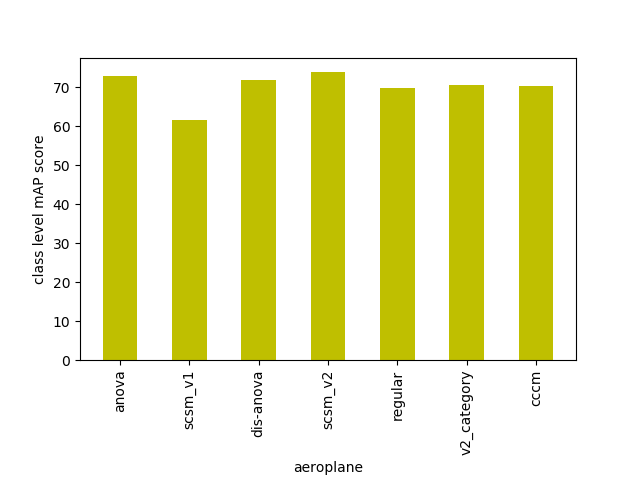 class level mAP score
70
60
50
40
30
20
10
0
anova
scsm_v1
dis-anova
scsm_v2
regular
v2_category
cccm
aeroplane